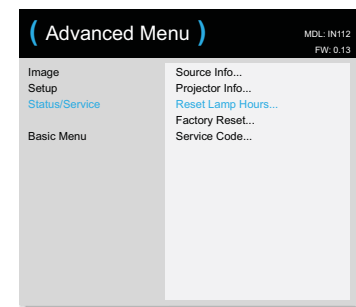 ( Advanced Menu )
MDL: IN112
FW: 0.13
Image
Setup
Status/Service
Basic Menu
Source Info...
Projector Info...
Reset Lamp Hours...
Factory Reset...
Service Code...